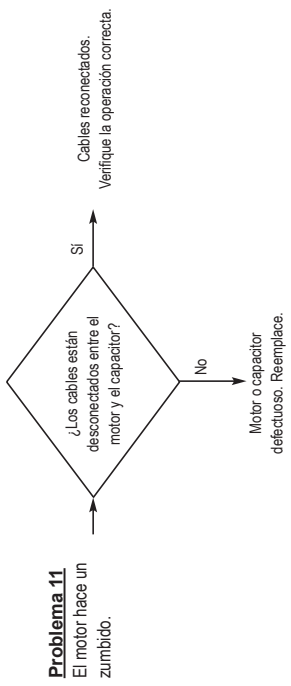 Problema 11
El motor hace un
zumbido.
¿Los cables están
desconectados entre el
motor y el capacitor?
Sí
Cables reconectados.
Verifique la operación correcta.
No
Motor o capacitor
defectuoso. Reemplace.